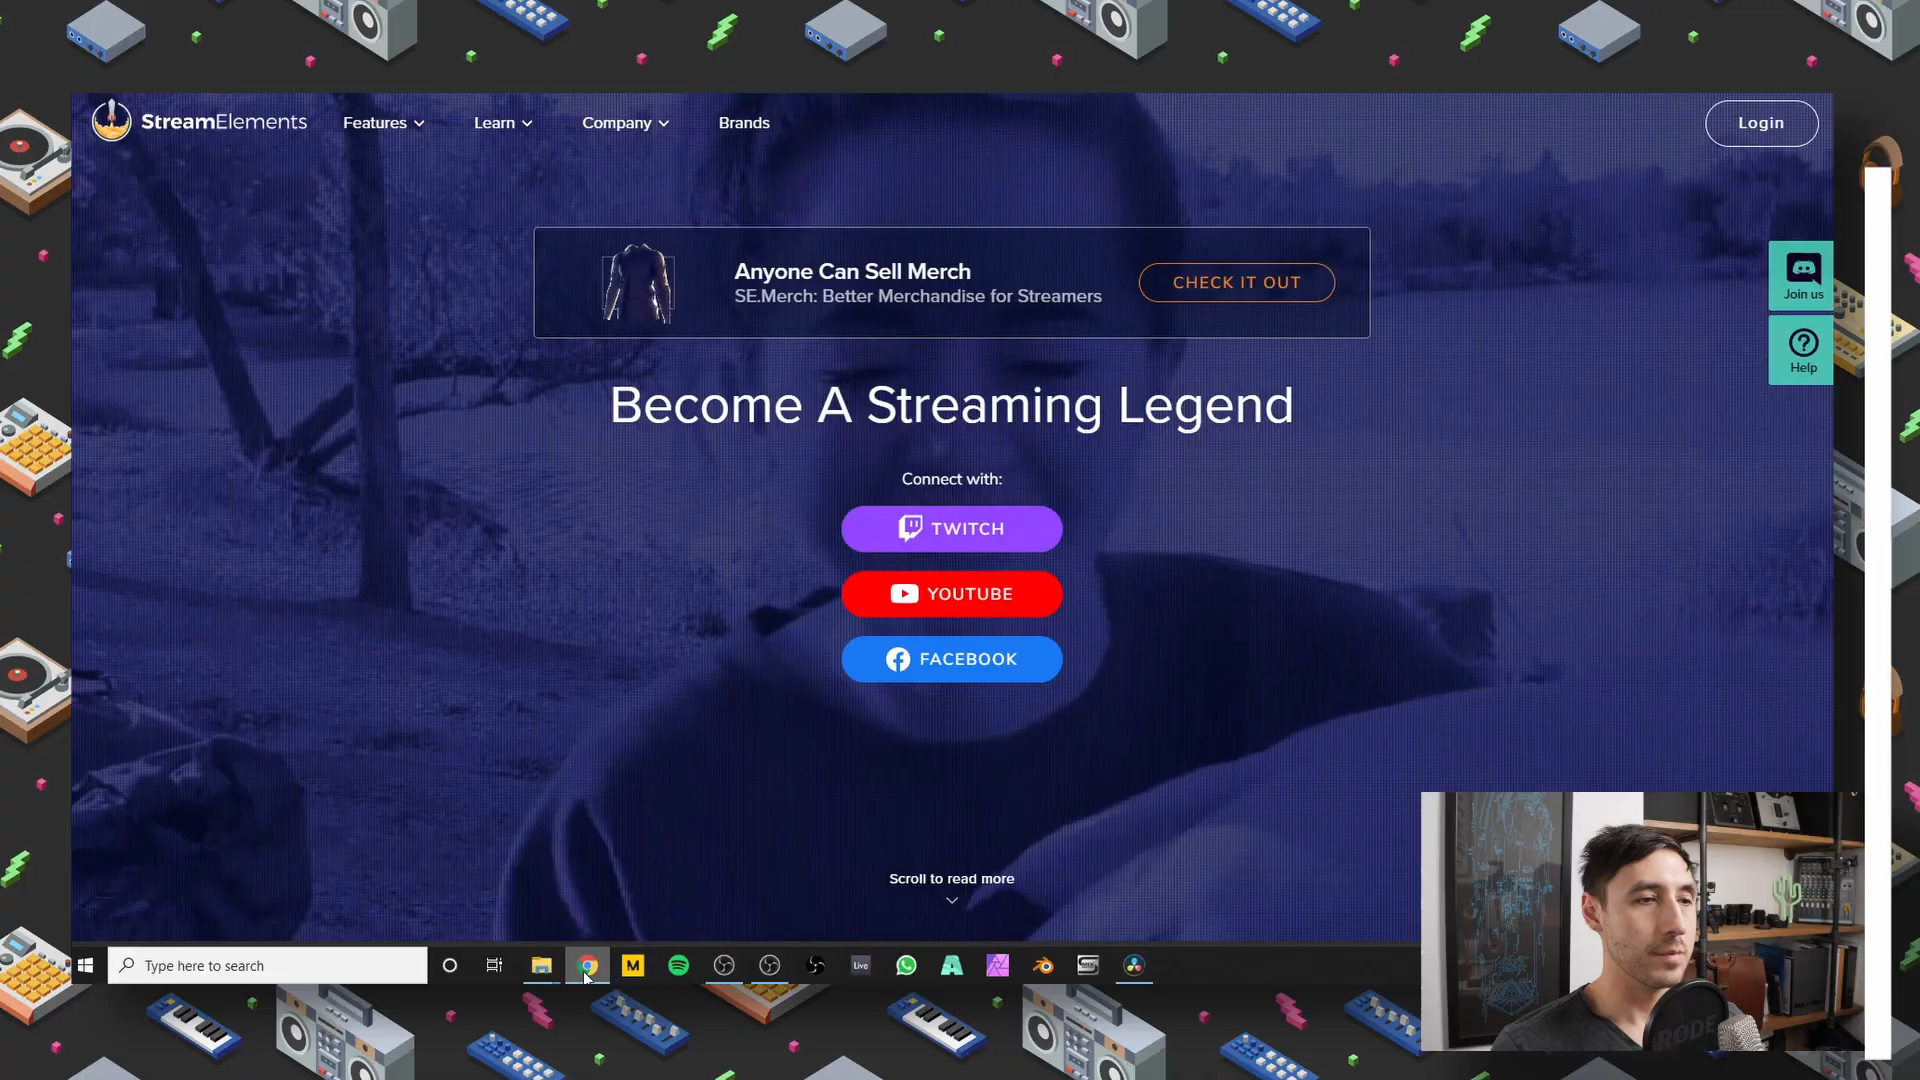 StreamElements
Features
Learn
Company
Brands
Login
Anyone Can Sell Merch
SE.Merch: Better Merchandise for Streamers
CHECK IT OUT
Join us
Help
Become A Streaming Legend
Connect with:
TWITCH
YOUTUBE
FACEBOOK
Scroll to read more
Type here to search
M
Live
RODE